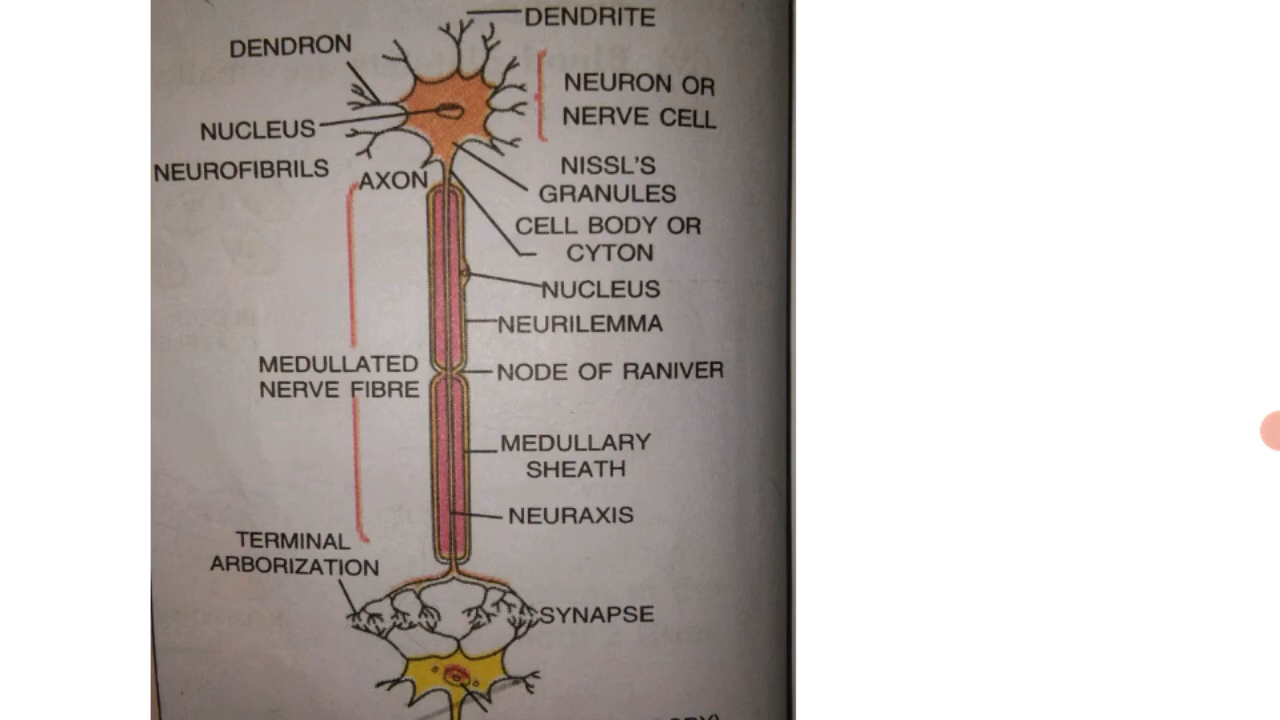 DENDRITE
DENDRON
NEURON OR
NERVE CELL
NUCLEUS
NISSL'S
GRANULES
NEUROFIBRILS
AXON
CELL BODY OR
CYTON
NUCLEUS
NEURILEMMA
MEDULLATED
NERVE FIBRE
NODE OF RANIVER
MEDULLARY
SHEATH
NEURAXIS
TERMINAL
ARBORIZATION
SYNAPSE